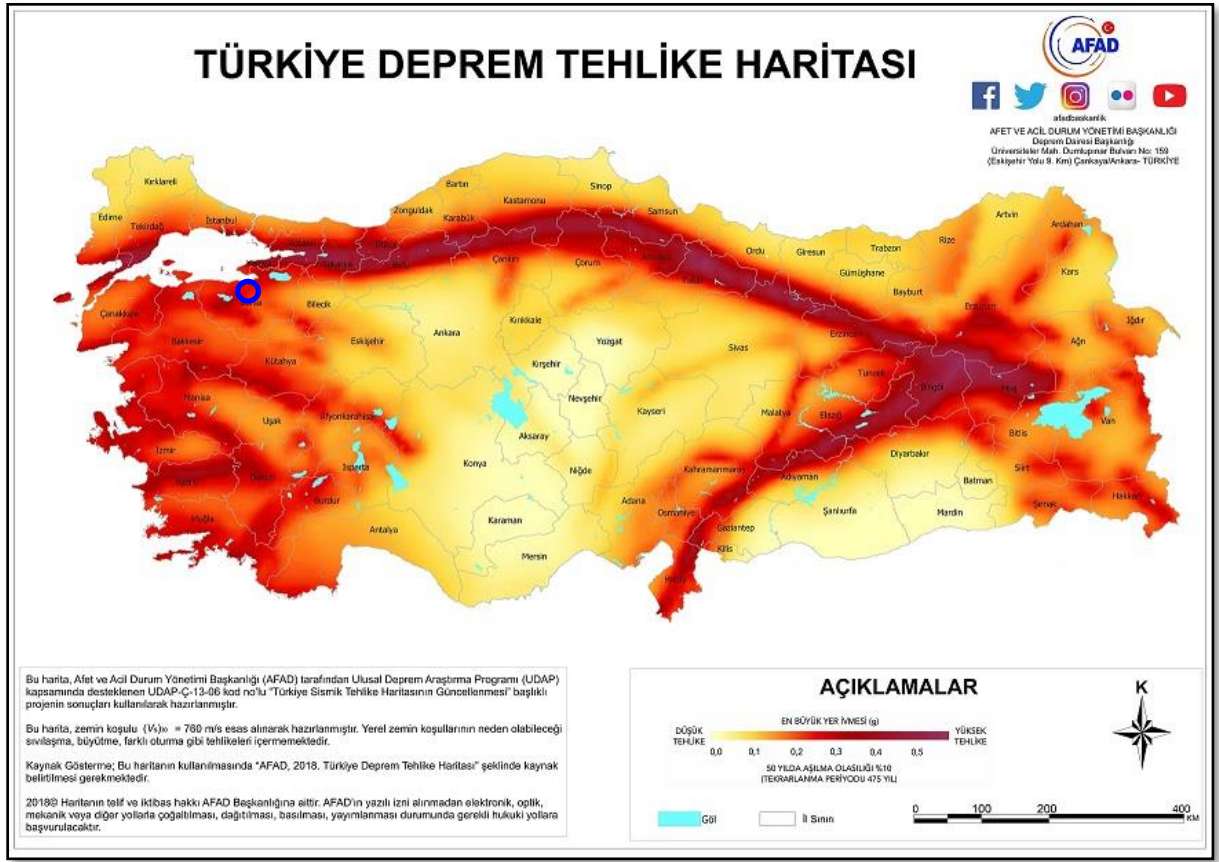 TÜRKİYE DEPREM TEHLİKE HARİTASI
AFAD
afadbaskanlik
AFET VE ACİL DURUM YÖNETİMİ BAŞKANLIĞI
Deprem Dairesi Başkanlığı
Üniversiteler Mah. Dumlupınar Bulvarı No: 159
(Eskişehir Yolu 9. Km) Çankaya/Ankara- TÜRKİYE
Kırklareli
Edirne
Tekirdağ
İstanbul
Zonguldak
Bartın
Karabük
Kastamonu
Sinop
Samsun
Ordu
Giresun
Trabzon
Rize
Artvin
Ardahan
Kars
Gümüşhane
Bayburt
Iğdır
Ağrı
Çanakkale
Balıkesir
Bilecik
Eskişehir
Kütahya
Ankara
Çankırı
Çorum
Kırıkkale
Yozgat
Kırşehir
Sivas
Erzincan
Tunceli
Bingöl
Muş
Van
Bitlis
Manisa
Uşak
Afyonkarahisar
İzmir
Isparta
Burdur
Muğla
Antalya
Konya
Aksaray
Nevşehir
Kayseri
Niğde
Karaman
Mersin
Adana
Osmaniye
Kahramanmaraş
Malatya
Elazığ
Adıyaman
Gaziantep
Kilis
Hatay
Şanlıurfa
Diyarbakır
Batman
Mardin
Siirt
Şırnak
Hakkari
Bu harita, Afet ve Acil Durum Yönetimi Başkanlığı (AFAD) tarafından Ulusal Deprem Araştırma Programı (UDAP)
kapsamında desteklenen UDAP-Ç-13-06 kod no'lu "Türkiye Sismik Tehlike Haritasının Güncellenmesi" başlıklı
projenin sonuçları kullanılarak hazırlanmıştır.
Bu harita, zemin koşulu (Vₛ)₃₀ = 760 m/s esas alınarak hazırlanmıştır. Yerel zemin koşullarının neden olabileceği
sıvılaşma, büyütme, farklı oturma gibi tehlikeleri içermemektedir.
Kaynak Gösterme; Bu haritanın kullanılmasında "AFAD, 2018. Türkiye Deprem Tehlike Haritası" şeklinde kaynak
belirtilmesi gerekmektedir.
2018© Haritanın telif ve iktibas hakkı AFAD Başkanlığına aittir. AFAD'ın yazılı izni alınmadan elektronik, optik,
mekanik veya diğer yollarla çoğaltılması, dağıtılması, basılması, yayımlanması durumunda gerekli hukuki yollara
başvurulacaktır.
AÇIKLAMALAR
EN BÜYÜK YER İVMESİ (g)
DÜŞÜK TEHLİKE
YÜKSEK TEHLİKE
0,0 0,1 0,2 0,3 0,4 0,5
50 YILDA AŞILMA OLASILIĞI %10
(TEKRARLANMA PERİYODU 475 YIL)
Göl
İl Sınırı
K
0 100 200 400
KM